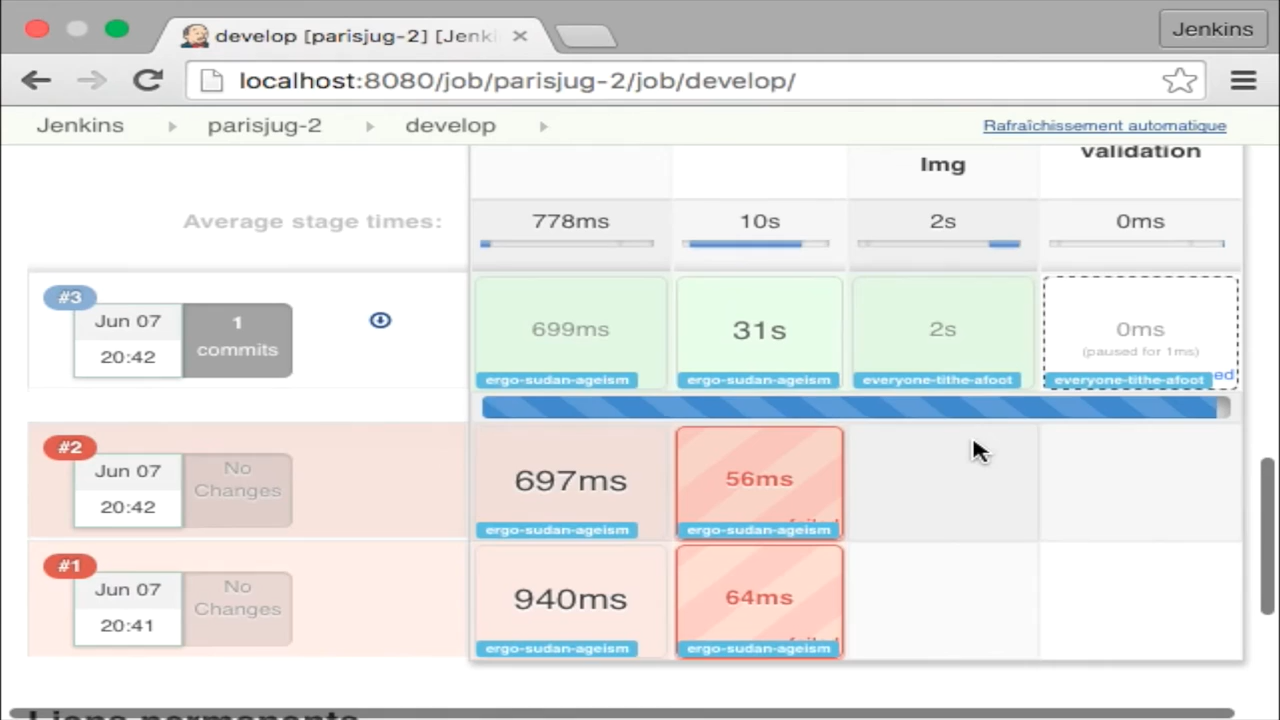 develop [parisjug-2] [Jenki
Jenkins
localhost:8080/job/parisjug-2/job/develop/
Jenkins parisjug-2 develop
Rafraîchissement automatique
Img
validation
Average stage times:
778ms
10s
2s
0ms
#3
Jun 07
20:42
1
commits
699ms
ergo-sudan-ageism
31s
ergo-sudan-ageism
2s
everyone-tithe-afoot
0ms
(paused for 1ms)
everyone-tithe-afoot
ed
#2
Jun 07
20:42
No
Changes
697ms
ergo-sudan-ageism
56ms
ergo-sudan-ageism
#1
Jun 07
20:41
No
Changes
940ms
ergo-sudan-ageism
64ms
ergo-sudan-ageism
Liens permanents